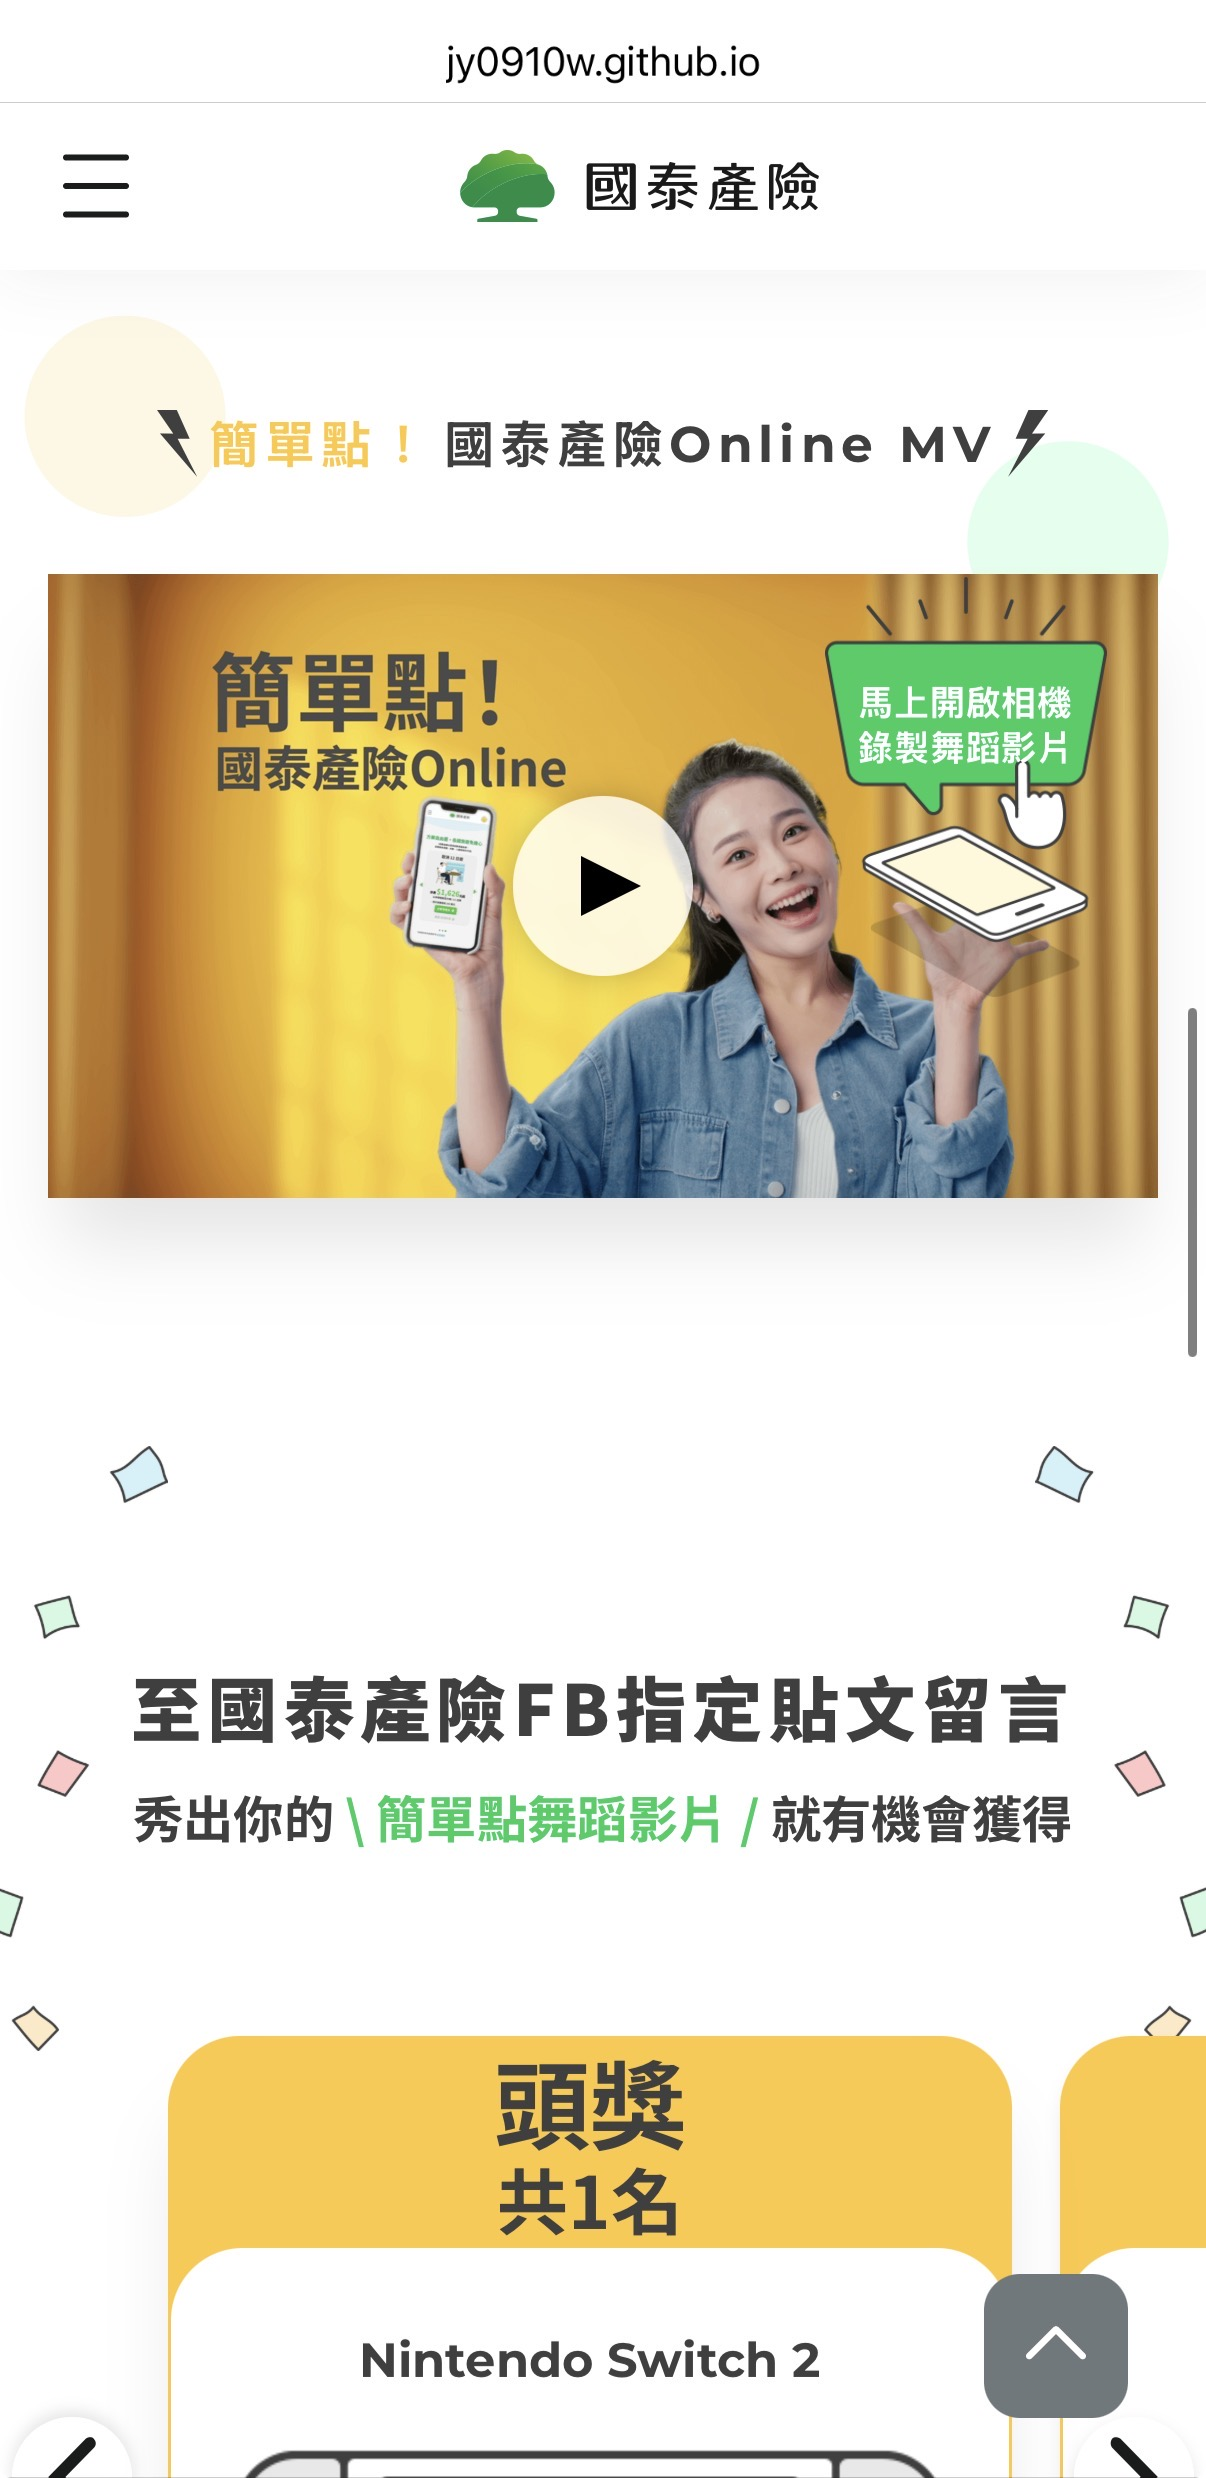 jy0910w.github.io
國泰產險
簡單點！國泰產險Online MV
簡單點!
國泰產險Online
馬上開啟相機
錄製舞蹈影片
$1,626
至國泰產險FB指定貼文留言
秀出你的 \ 簡單點舞蹈影片 / 就有機會獲得
頭獎
共1名
Nintendo Switch 2